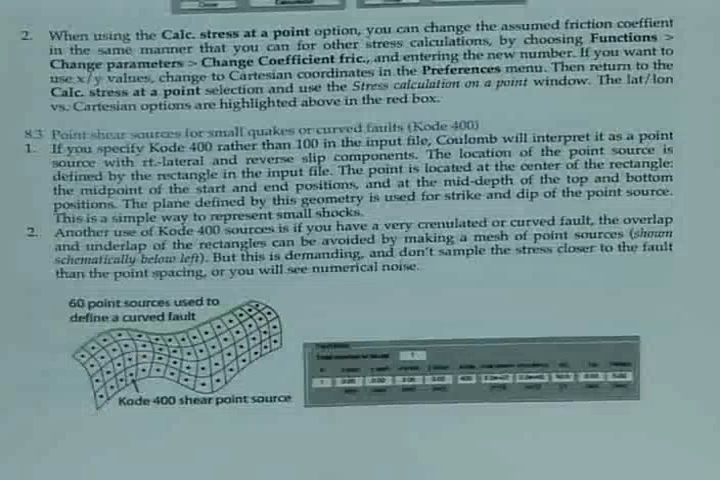 2. When using the Calc. stress at a point option, you can change the assumed friction coeffient
in the same manner that you can for other stress calculations, by choosing Functions >
Change parameters > Change Coefficient fric., and entering the new number. If you want to
use x/y values, change to Cartesian coordinates in the Preferences menu. Then return to the
Calc. stress at a point selection and use the Stress calculation on a point window. The lat/lon
vs. Cartesian options are highlighted above in the red box.
8.3 Point shear sources for small quakes or curved faults (Kode 400)
1. If you specify Kode 400 rather than 100 in the input file, Coulomb will interpret it as a point
source with rt.-lateral and reverse slip components. The location of the point source is
defined by the rectangle in the input file. The point is located at the center of the rectangle:
the midpoint of the start and end positions, and at the mid-depth of the top and bottom
positions. The plane defined by this geometry is used for strike and dip of the point source.
This is a simple way to represent small shocks.
2. Another use of Kode 400 sources is if you have a very crenulated or curved fault, the overlap
and underlap of the rectangles can be avoided by making a mesh of point sources (shown
schematically below left). But this is demanding, and don't sample the stress closer to the fault
than the point spacing, or you will see numerical noise.
60 point sources used to
define a curved fault
Kode 400 shear point source